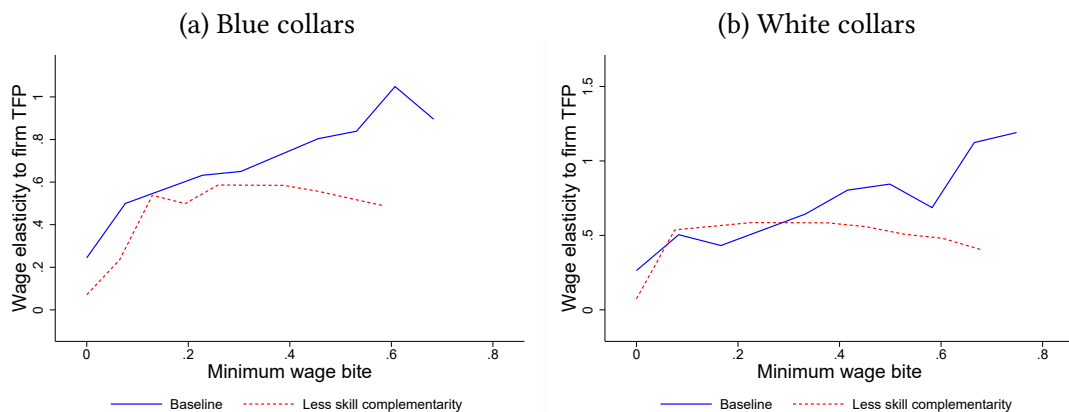 (a) Blue collars
Wage elasticity to firm TFP
0 .2 .4 .6 .8 1
0 .2 .4 .6 .8
Minimum wage bite
Baseline Less skill complementarity
(b) White collars
Wage elasticity to firm TFP
0 .5 1 1.5
0 .2 .4 .6 .8
Minimum wage bite
Baseline Less skill complementarity